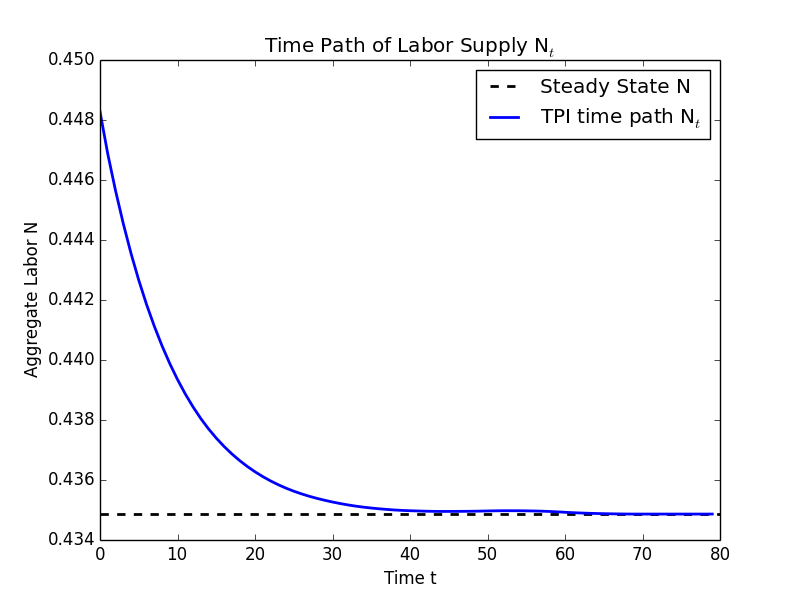 Time Path of Labor Supply Nt
0.450
0.448
0.446
0.444
0.442
0.440
0.438
0.436
0.434
Aggregate Labor N
Steady State N
TPI time path Nt
0 10 20 30 40 50 60 70 80
Time t